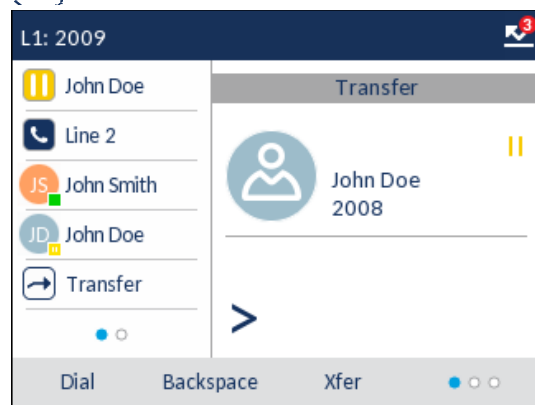 L1: 2009
3
John Doe
Line 2
JS John Smith
JD John Doe
Transfer
Transfer
John Doe
2008
>
Dial Backspace Xfer